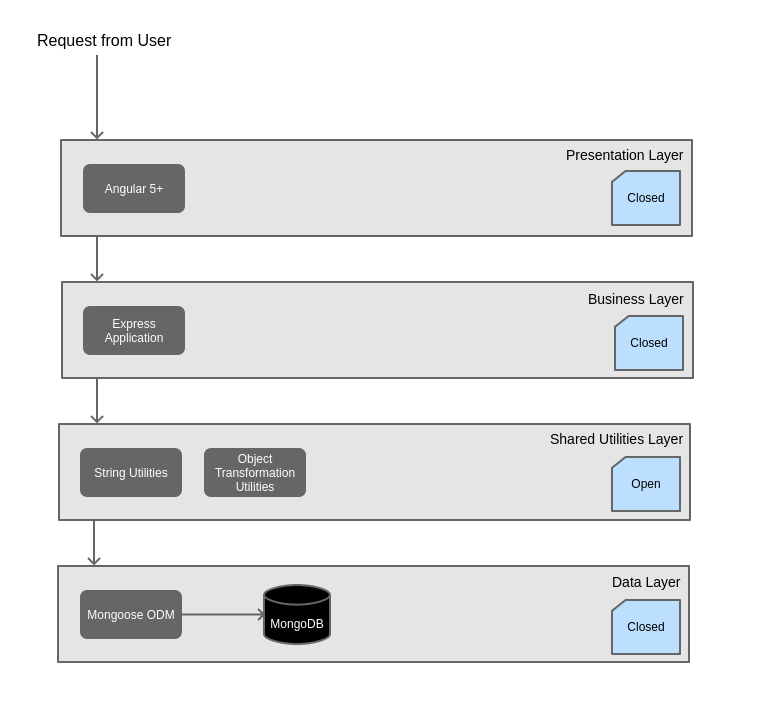 Request from User
Presentation Layer
Angular 5+
Closed
Business Layer
Express
Application
Closed
Shared Utilities Layer
String Utilities
Object
Transformation
Utilities
Open
Data Layer
Mongoose ODM
MongoDB
Closed